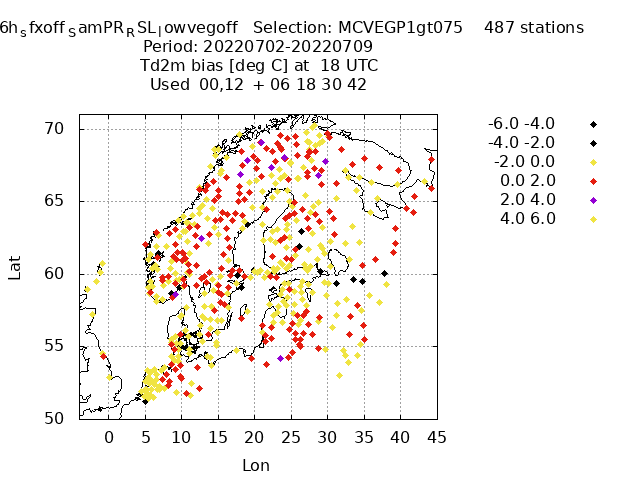 6hsfxoffsSamPRRSLlowvegoff Selection: MCVEGP1gt075 487 stations
Period: 20220702-20220709
Td2m bias [deg C] at 18 UTC
Used 00,12 + 06 18 30 42
-6.0 -4.0
-4.0 -2.0
-2.0 0.0
0.0 2.0
2.0 4.0
4.0 6.0
70
65
60
55
50
Lat
0 5 10 15 20 25 30 35 40 45
Lon